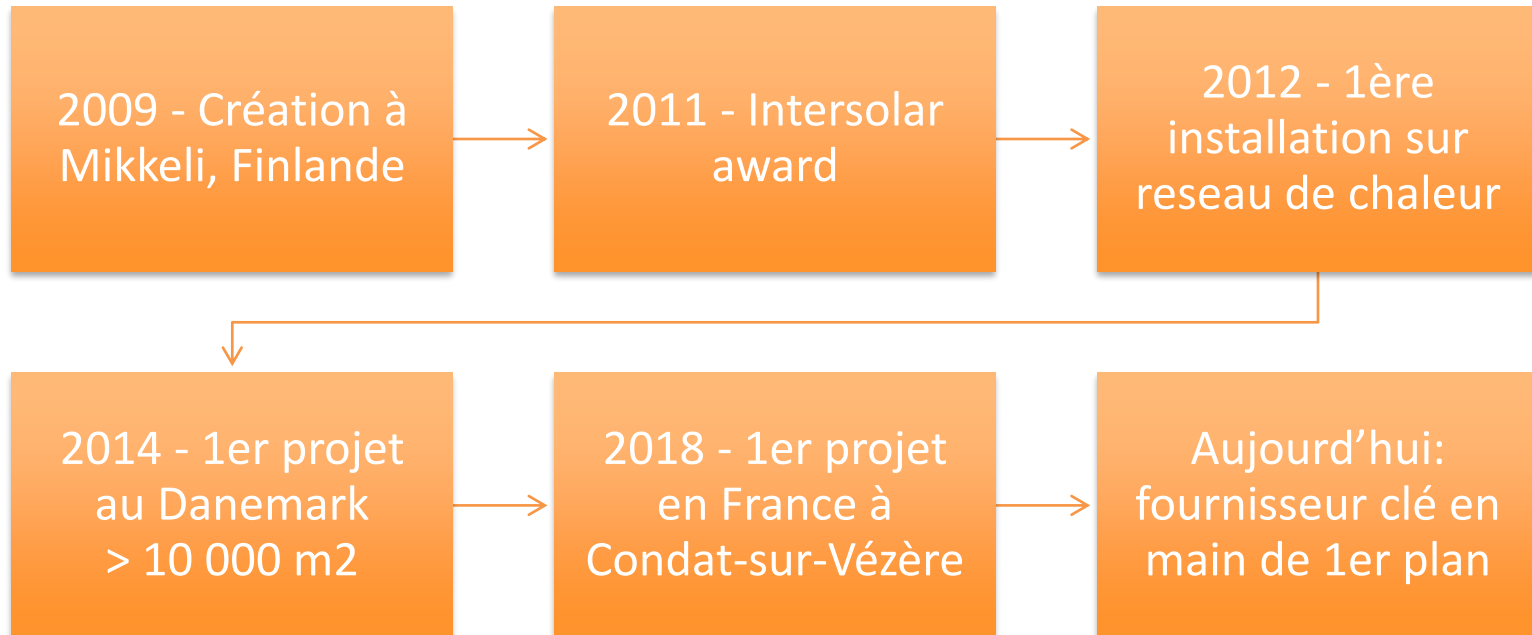 2009 - Création à
Mikkeli, Finlande
2011 - Intersolar
award
2012 - 1ère
installation sur
reseau de chaleur
2014 - 1er projet
au Danemark
> 10 000 m2
2018 - 1er projet
en France à
Condat-sur-Vézère
Aujourd’hui:
fournisseur clé en
main de 1er plan